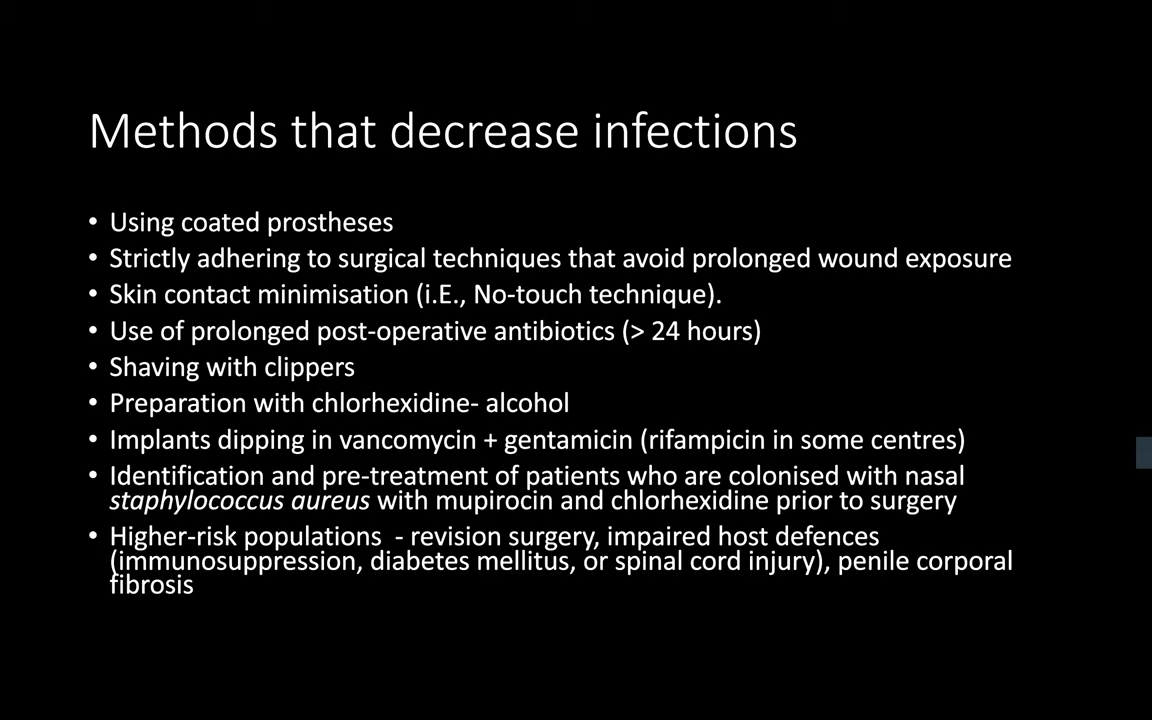 Methods that decrease infections
• Using coated prostheses
• Strictly adhering to surgical techniques that avoid prolonged wound exposure
• Skin contact minimisation (i.E., No-touch technique).
• Use of prolonged post-operative antibiotics (> 24 hours)
• Shaving with clippers
• Preparation with chlorhexidine- alcohol
• Implants dipping in vancomycin + gentamicin (rifampicin in some centres)
• Identification and pre-treatment of patients who are colonised with nasal
staphylococcus aureus with mupirocin and chlorhexidine prior to surgery
• Higher-risk populations - revision surgery, impaired host defences
(immunosuppression, diabetes mellitus, or spinal cord injury), penile corporal
fibrosis